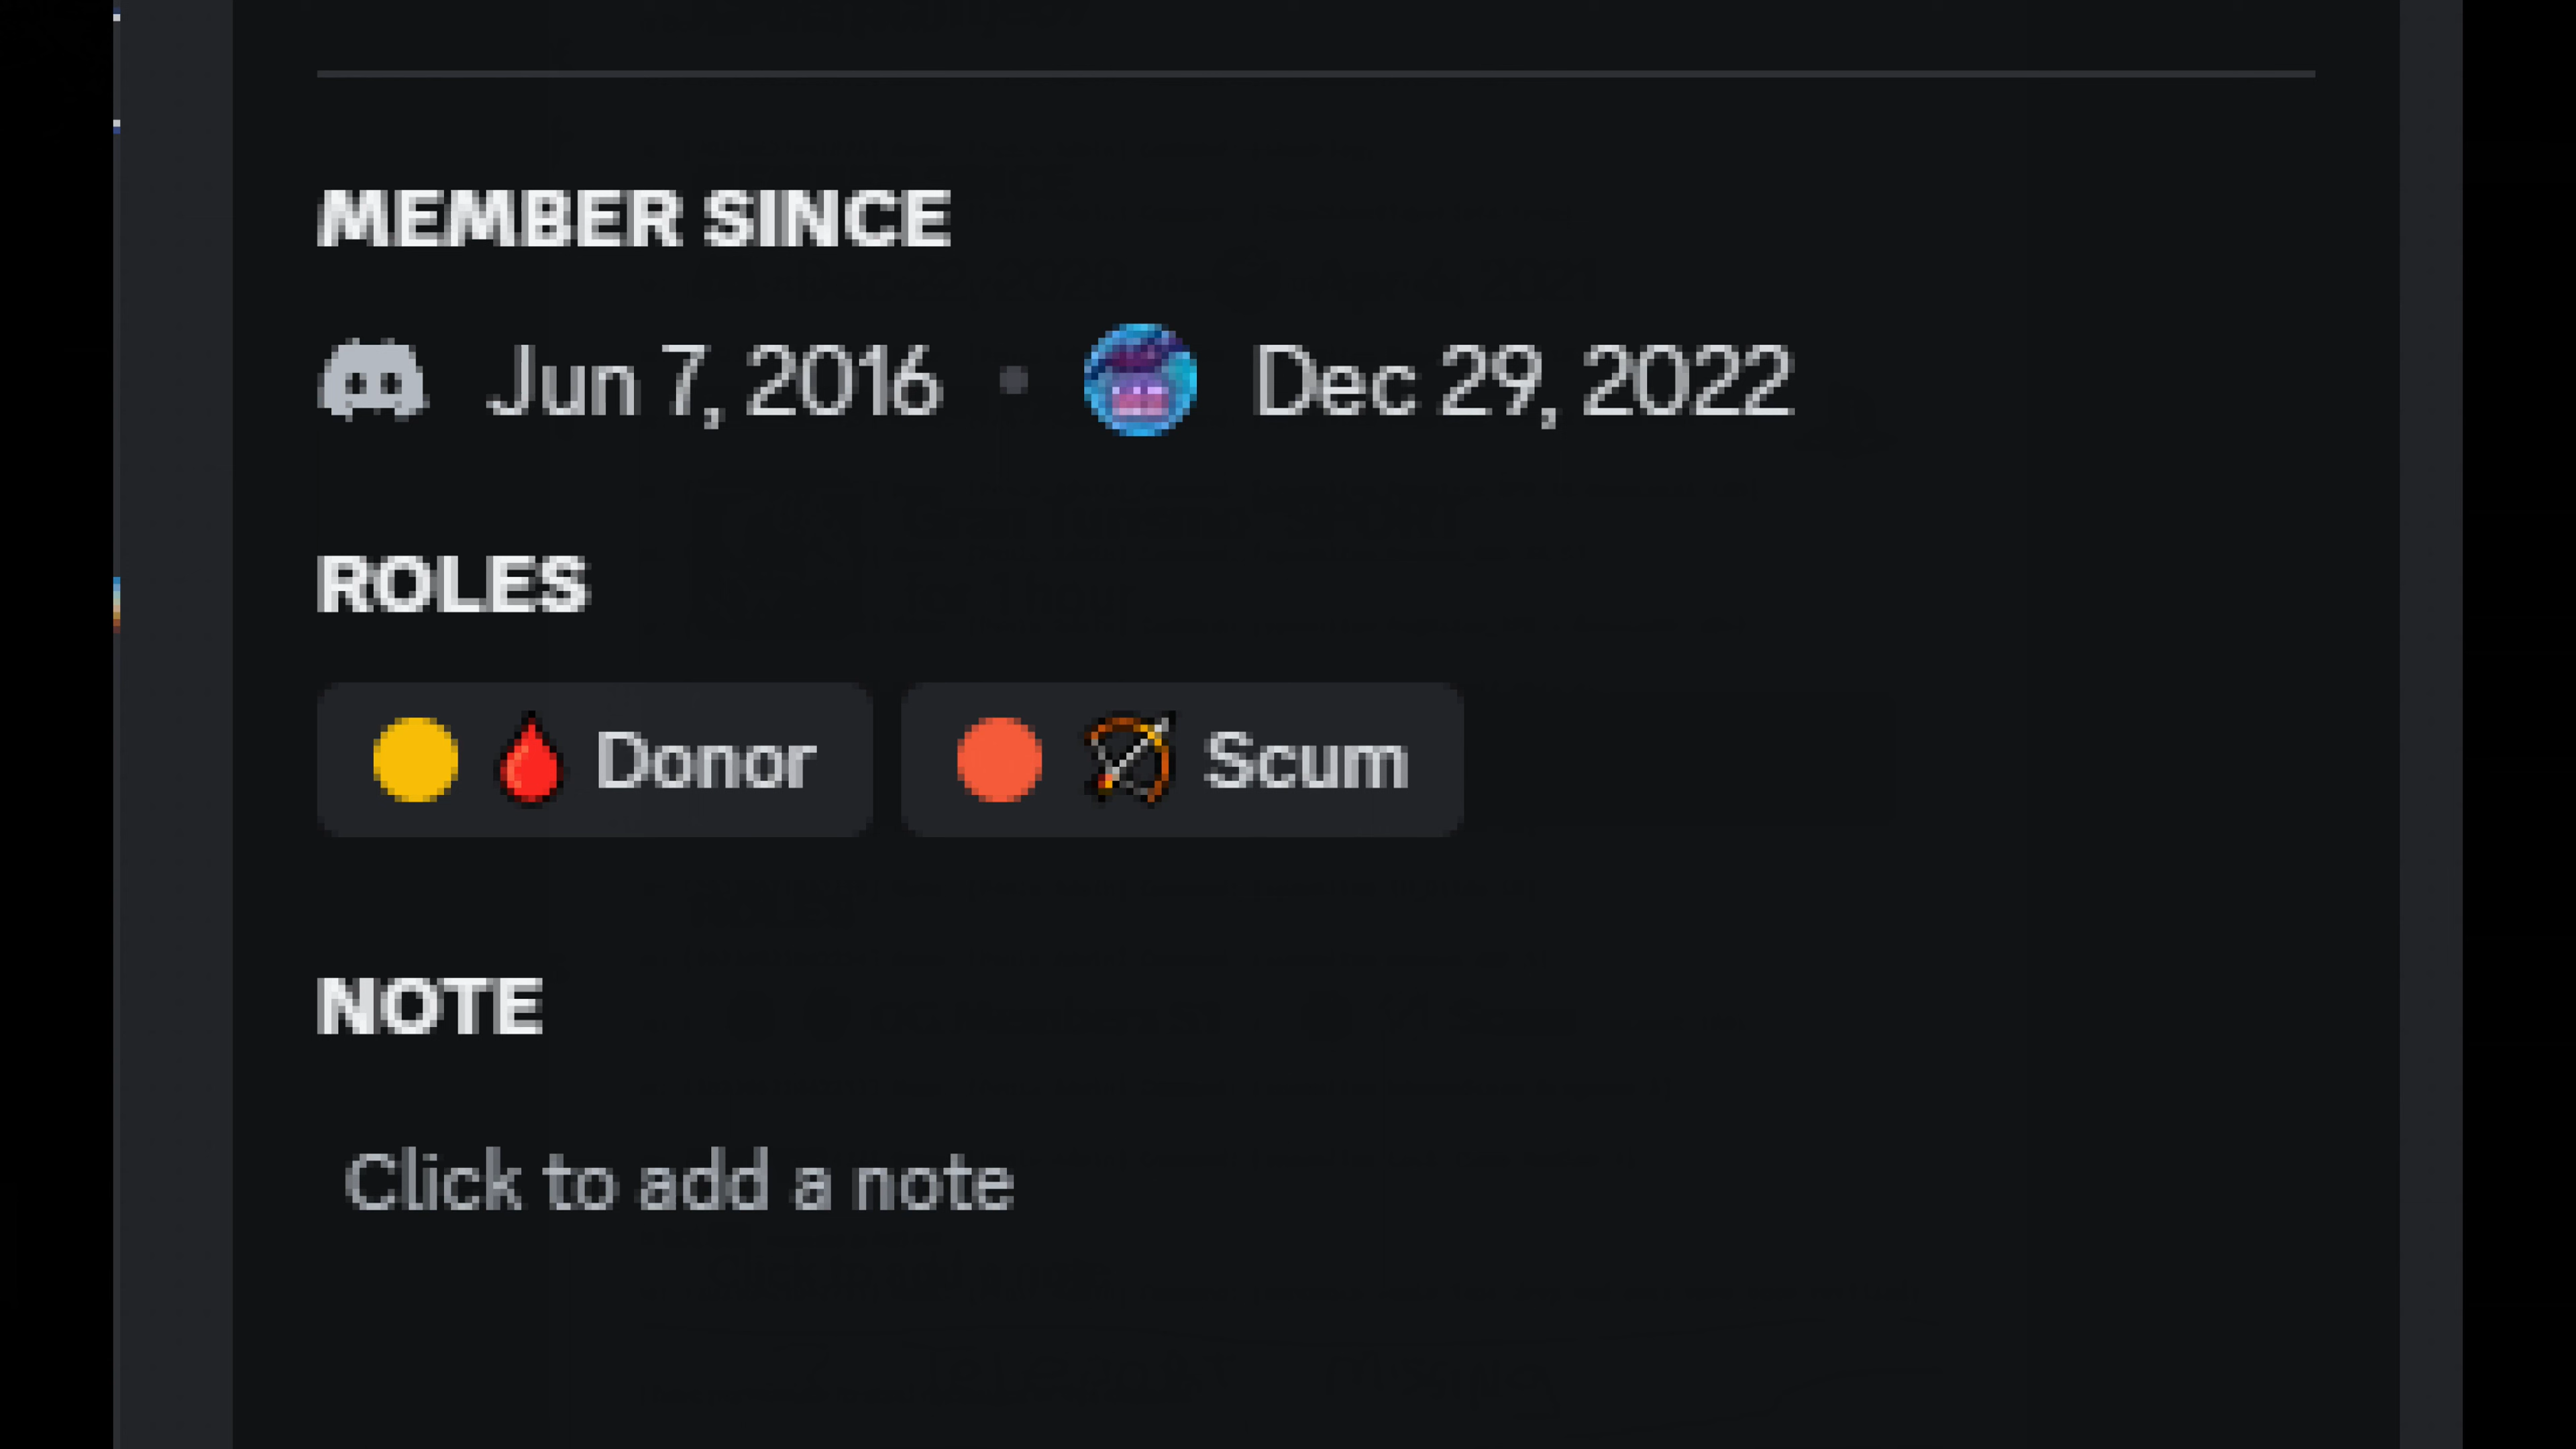 MEMBER SINCE
Jun 7, 2016 • Dec 29, 2022
ROLES
🩸 Donor 🏹 Scum
NOTE
Click to add a note